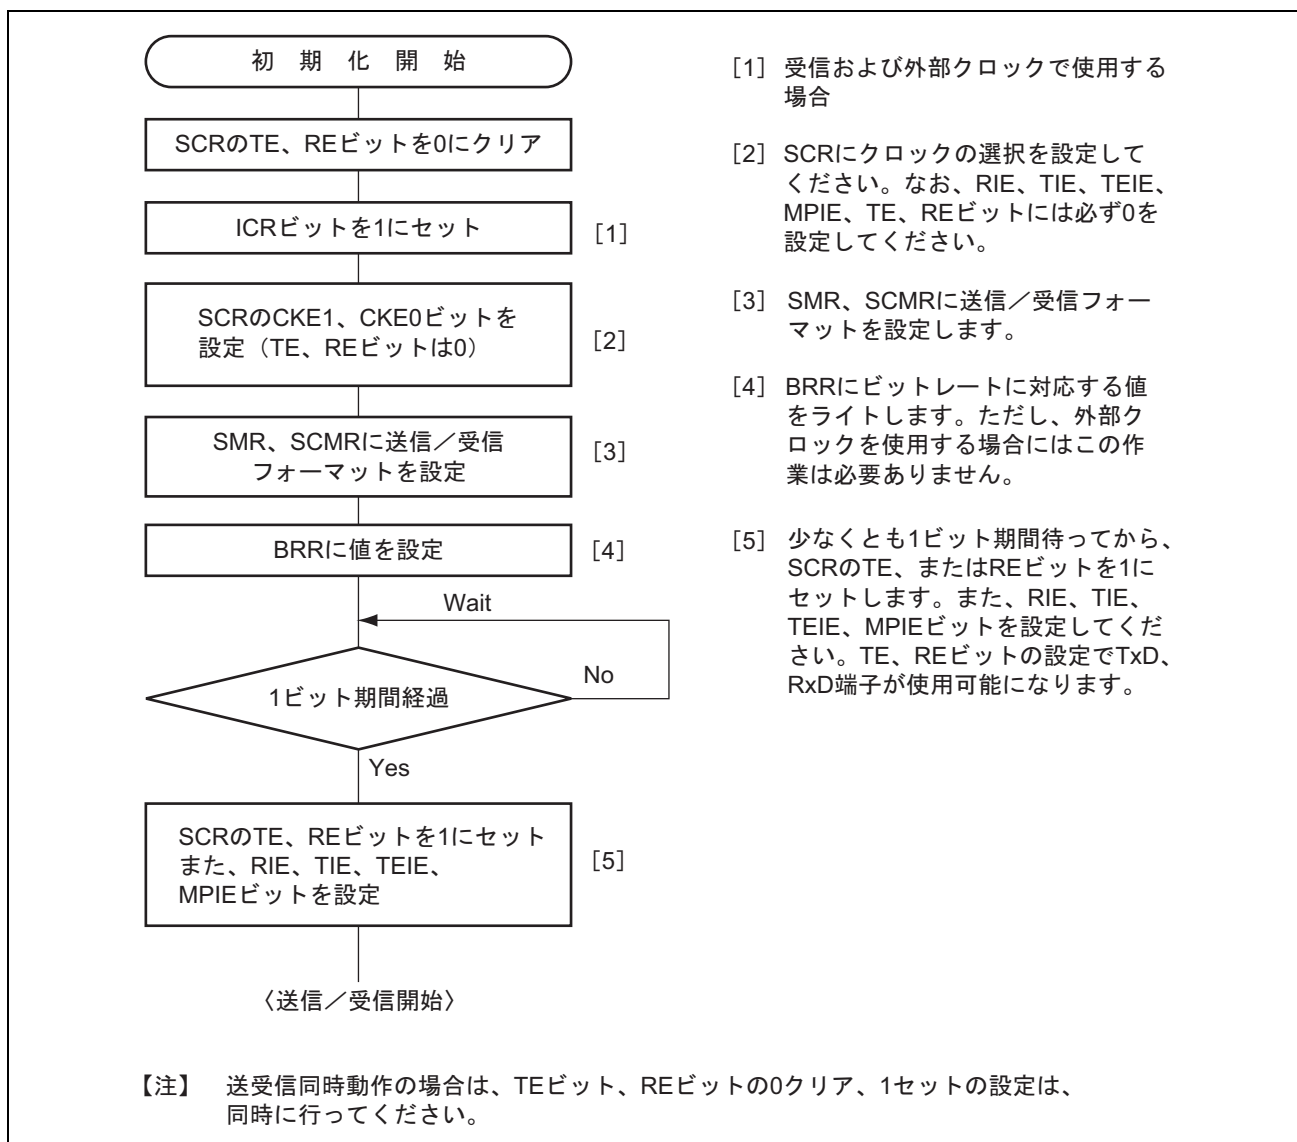 初 期 化 開 始
SCRのTE、REビットを0にクリア
ICRビットを1にセット
[1]
SCRのCKE1、CKE0ビットを
設定（TE、REビットは0）
[2]
SMR、SCMRに送信／受信
フォーマットを設定
[3]
BRRに値を設定
[4]
Wait
1ビット期間経過
No
Yes
SCRのTE、REビットを1にセット
また、RIE、TIE、TEIE、
MPIEビットを設定
[5]
〈送信／受信開始〉
[1] 受信および外部クロックで使用する
場合
[2] SCRにクロックの選択を設定して
ください。なお、RIE、TIE、TEIE、
MPIE、TE、REビットには必ず0を
設定してください。
[3] SMR、SCMRに送信／受信フォー
マットを設定します。
[4] BRRにビットレートに対応する値
をライトします。ただし、外部ク
ロックを使用する場合にはこの作
業は必要ありません。
[5] 少なくとも1ビット期間待ってから、
SCRのTE、またはREビットを1に
セットします。また、RIE、TIE、
TEIE、MPIEビットを設定してくだ
さい。TE、REビットの設定でTxD、
RxD端子が使用可能になります。
【注】 送受信同時動作の場合は、TEビット、REビットの0クリア、1セットの設定は、
同時に行ってください。